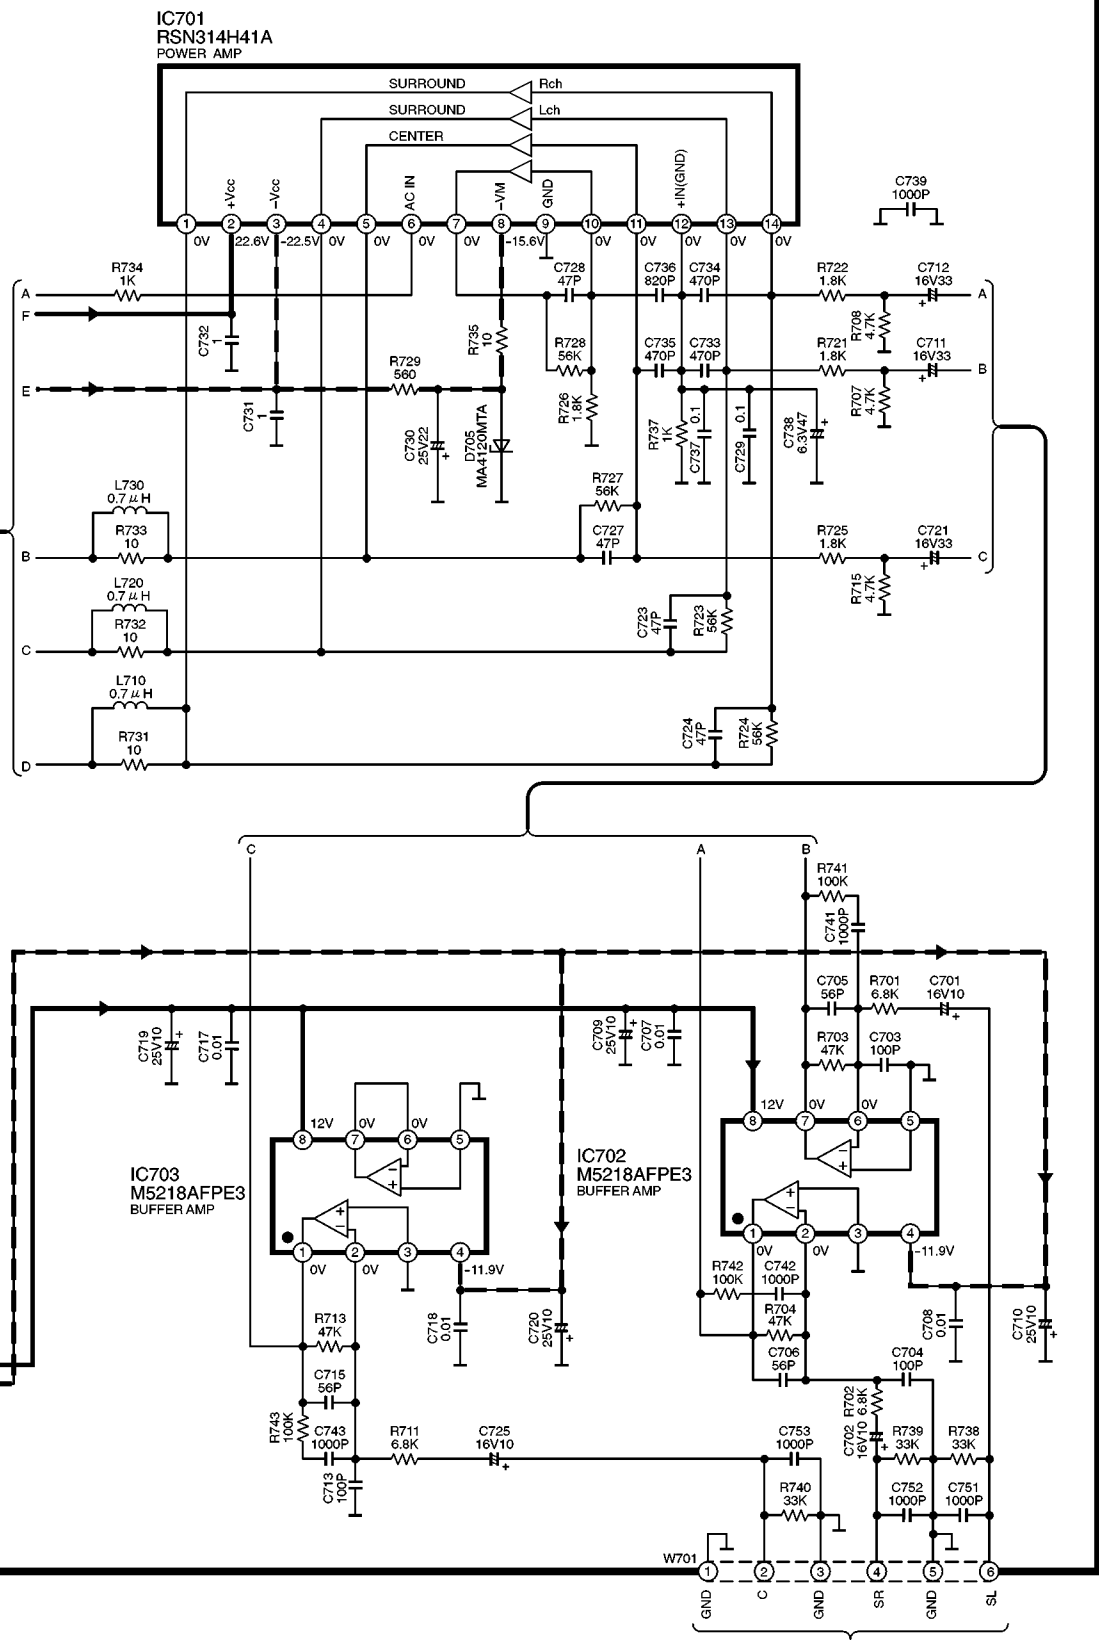 IC701
RSN314H41A
POWER AMP
SURROUND Rch
SURROUND Lch
CENTER
+Vcc
-Vcc
AC IN
-VM
GND
+IN(GND)
1 2 3 4 5 6 7 8 9 10 11 12 13 14
0V 22.6V -22.5V 0V 0V 0V 0V -15.6V 0V 0V 0V 0V 0V
C739
1000P
A
F
E
B
C
D
R734
1K
C732
1
C731
1
R729
560
C730
25V22
+
R735
10
D705
MA4120MTA
C728
47P
R728
56K
R726
1.8K
C736
820P
C734
470P
C735
470P
C733
470P
R737
1K
C737
0.1
C729
0.1
C738
6.3V47
+
R722
1.8K
C712
16V33
+
A
R708
4.7K
R721
1.8K
C711
16V33
+
B
R707
4.7K
R727
56K
C727
47P
R725
1.8K
C721
16V33
+
C
R715
4.7K
L730
0.7μH
R733
10
L720
0.7μH
R732
10
L710
0.7μH
R731
10
C723
47P
R723
56K
C724
47P
R724
56K
C
A
B
R741
100K
C741
1000P
C705
56P
R701
6.8K
C701
16V10
+
R703
47K
C703
100P
C719
25V10
+
C717
0.01
C709
25V10
+
C707
0.01
12V 0V 0V
8 7 6 5
IC703
M5218AFPE3
BUFFER AMP
- +
+ -
1 2 3 4
0V 0V -11.9V
12V 0V 0V
8 7 6 5
IC702
M5218AFPE3
BUFFER AMP
- +
+ -
1 2 3 4
0V 0V -11.9V
R742
100K
C742
1000P
R704
47K
C706
56P
C704
100P
C708
0.01
C710
25V10
+
R713
47K
C718
0.01
C720
25V10
+
C715
56P
R743
100K
C743
1000P
C713
100P
R711
6.8K
C725
16V10
+
C753
1000P
R740
33K
R702
6.8K
C702
16V10
+
R739
33K
R738
33K
C752
1000P
C751
1000P
W701
1 2 3 4 5 6
GND C GND SR GND SL